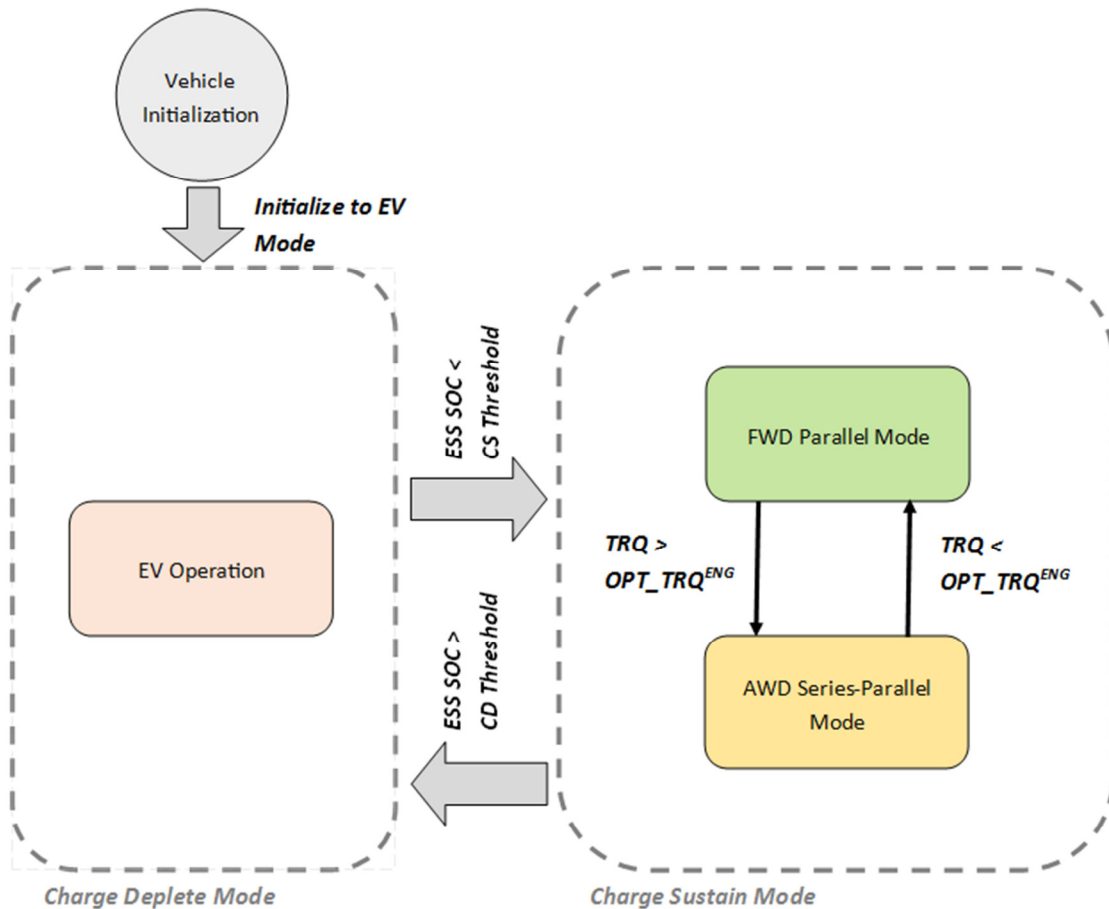 Vehicle
Initialization
Initialize to EV
Mode
EV Operation
ESS SOC <
CS Threshold
ESS SOC >
CD Threshold
FWD Parallel Mode
TRQ >
OPT_TRQ^ENG
TRQ <
OPT_TRQ^ENG
AWD Series-Parallel
Mode
Charge Deplete Mode
Charge Sustain Mode